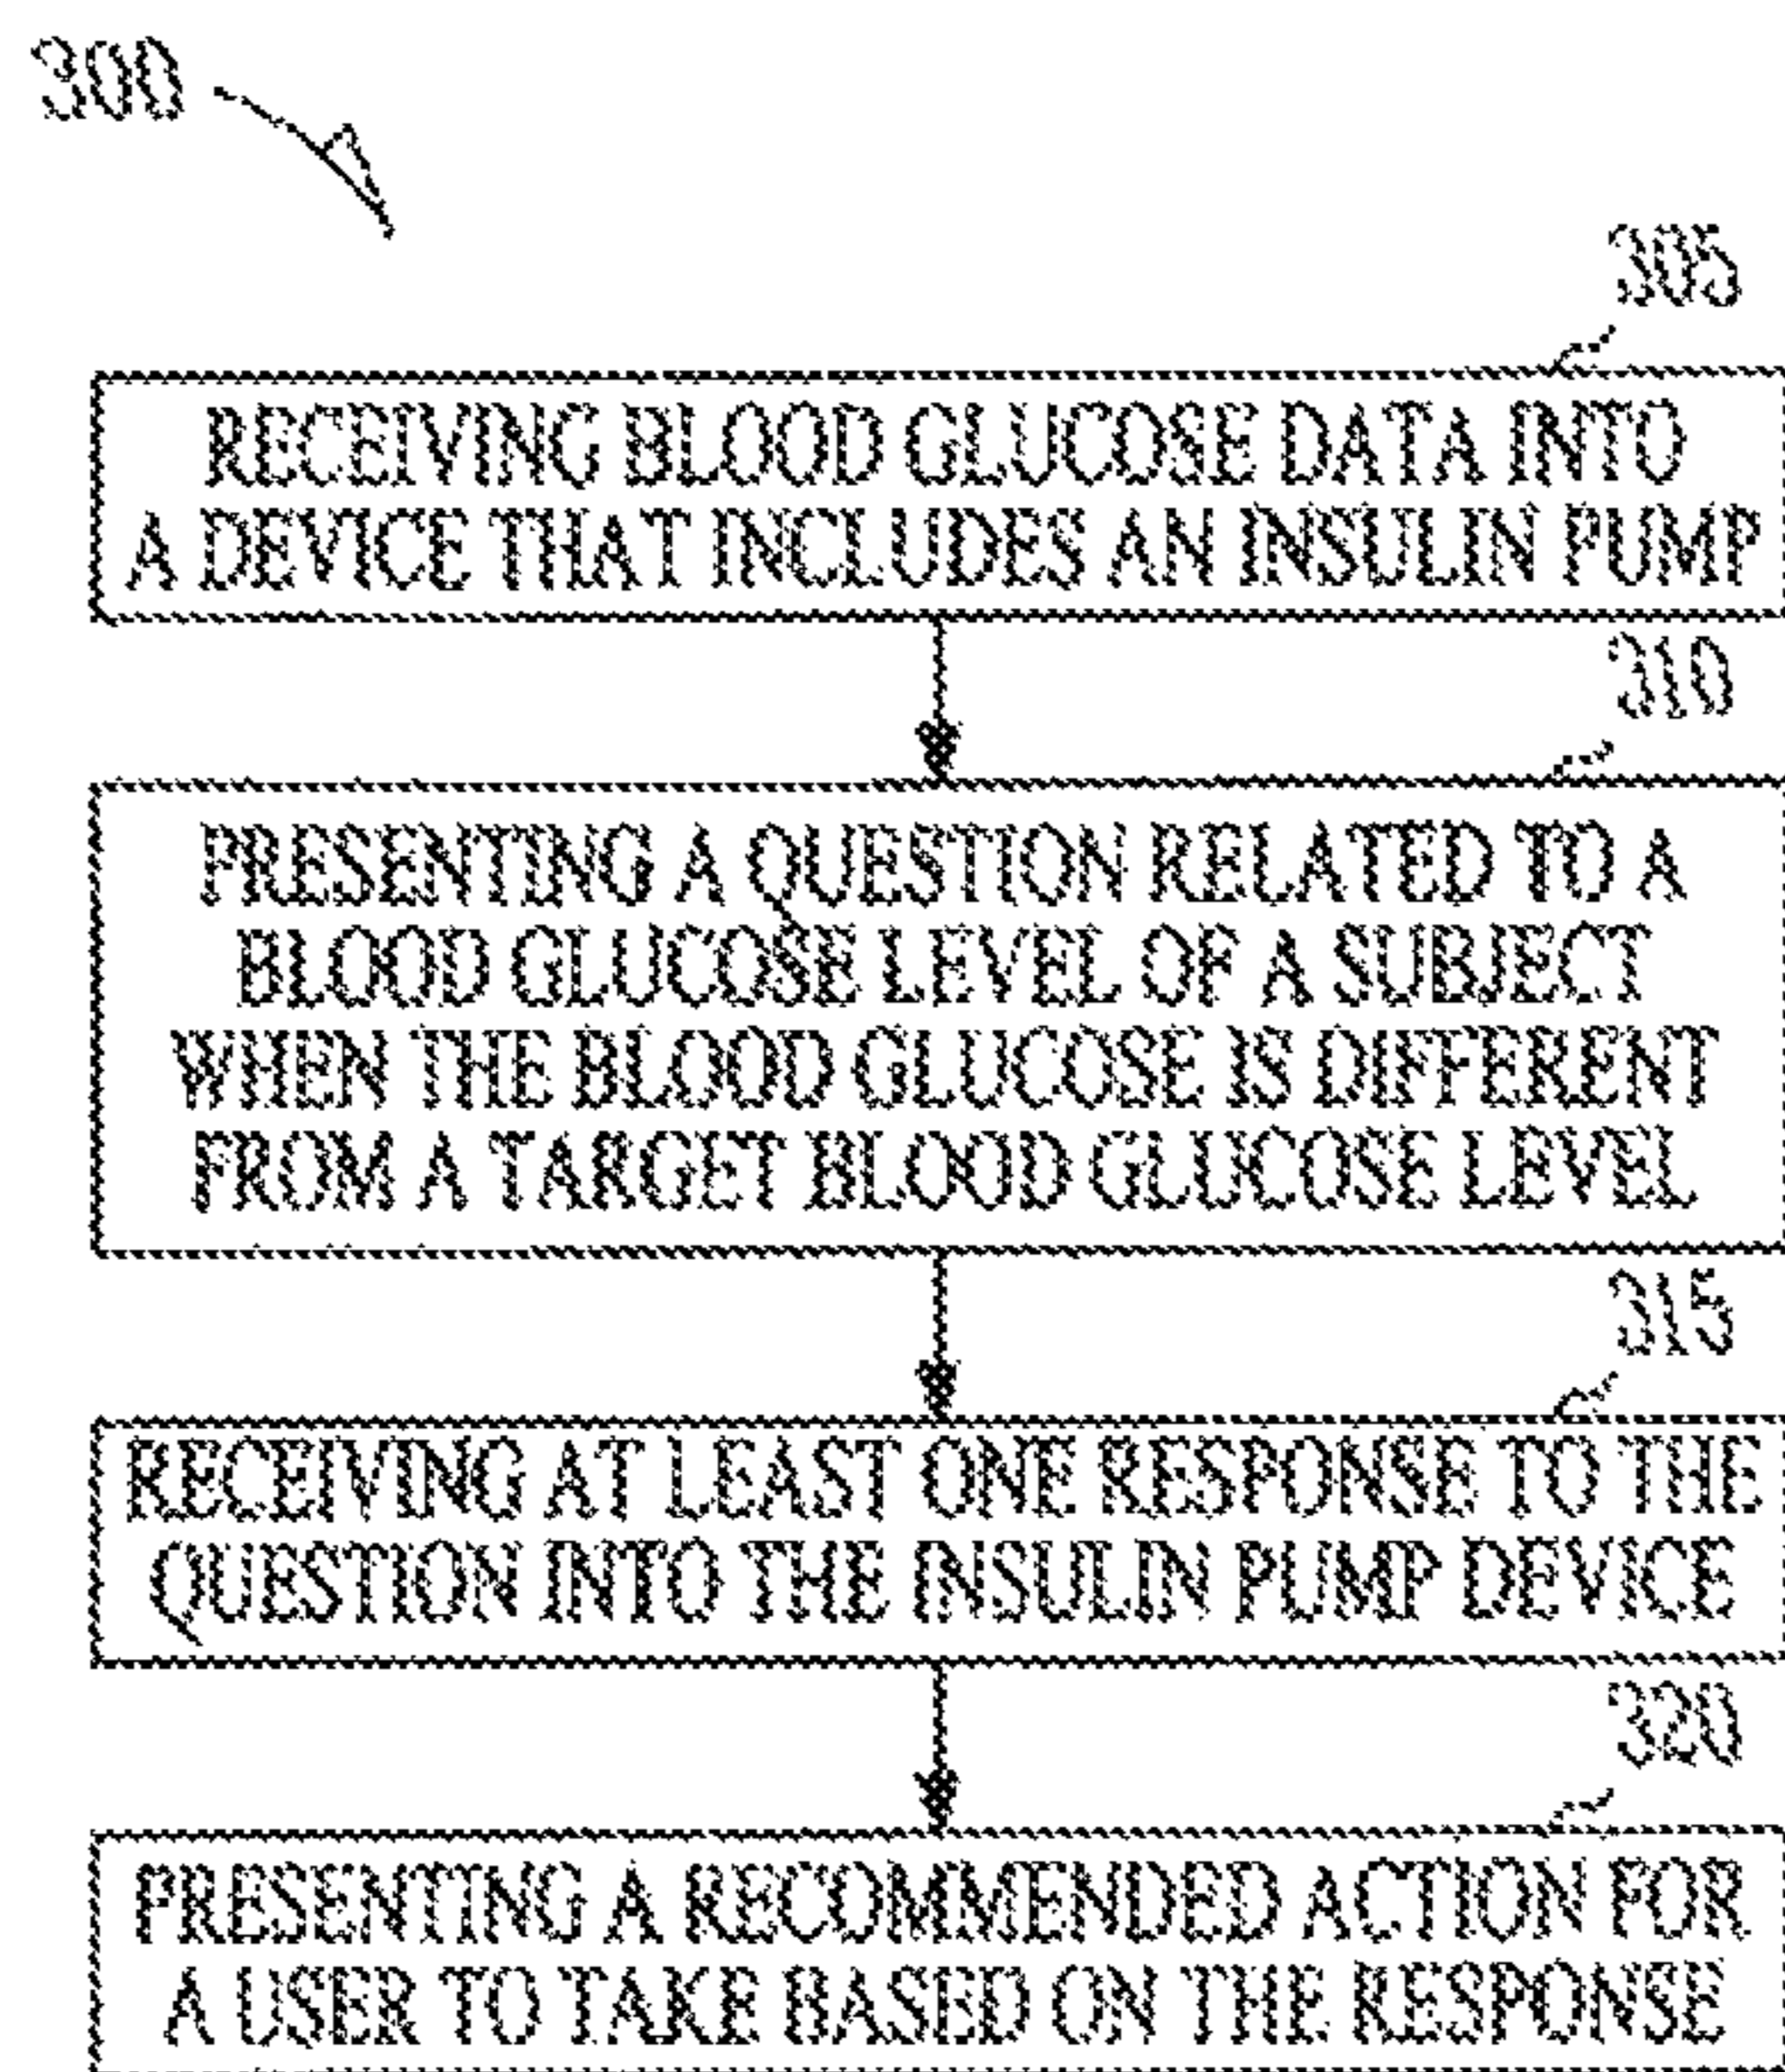 300
305
RECEIVING BLOOD GLUCOSE DATA INTO
A DEVICE THAT INCLUDES AN INSULIN PUMP
310
PRESENTING A QUESTION RELATED TO A
BLOOD GLUCOSE LEVEL OF A SUBJECT
WHEN THE BLOOD GLUCOSE IS DIFFERENT
FROM A TARGET BLOOD GLUCOSE LEVEL
315
RECEIVING AT LEAST ONE RESPONSE TO THE
QUESTION INTO THE INSULIN PUMP DEVICE
320
PRESENTING A RECOMMENDED ACTION FOR
A USER TO TAKE BASED ON THE RESPONSE